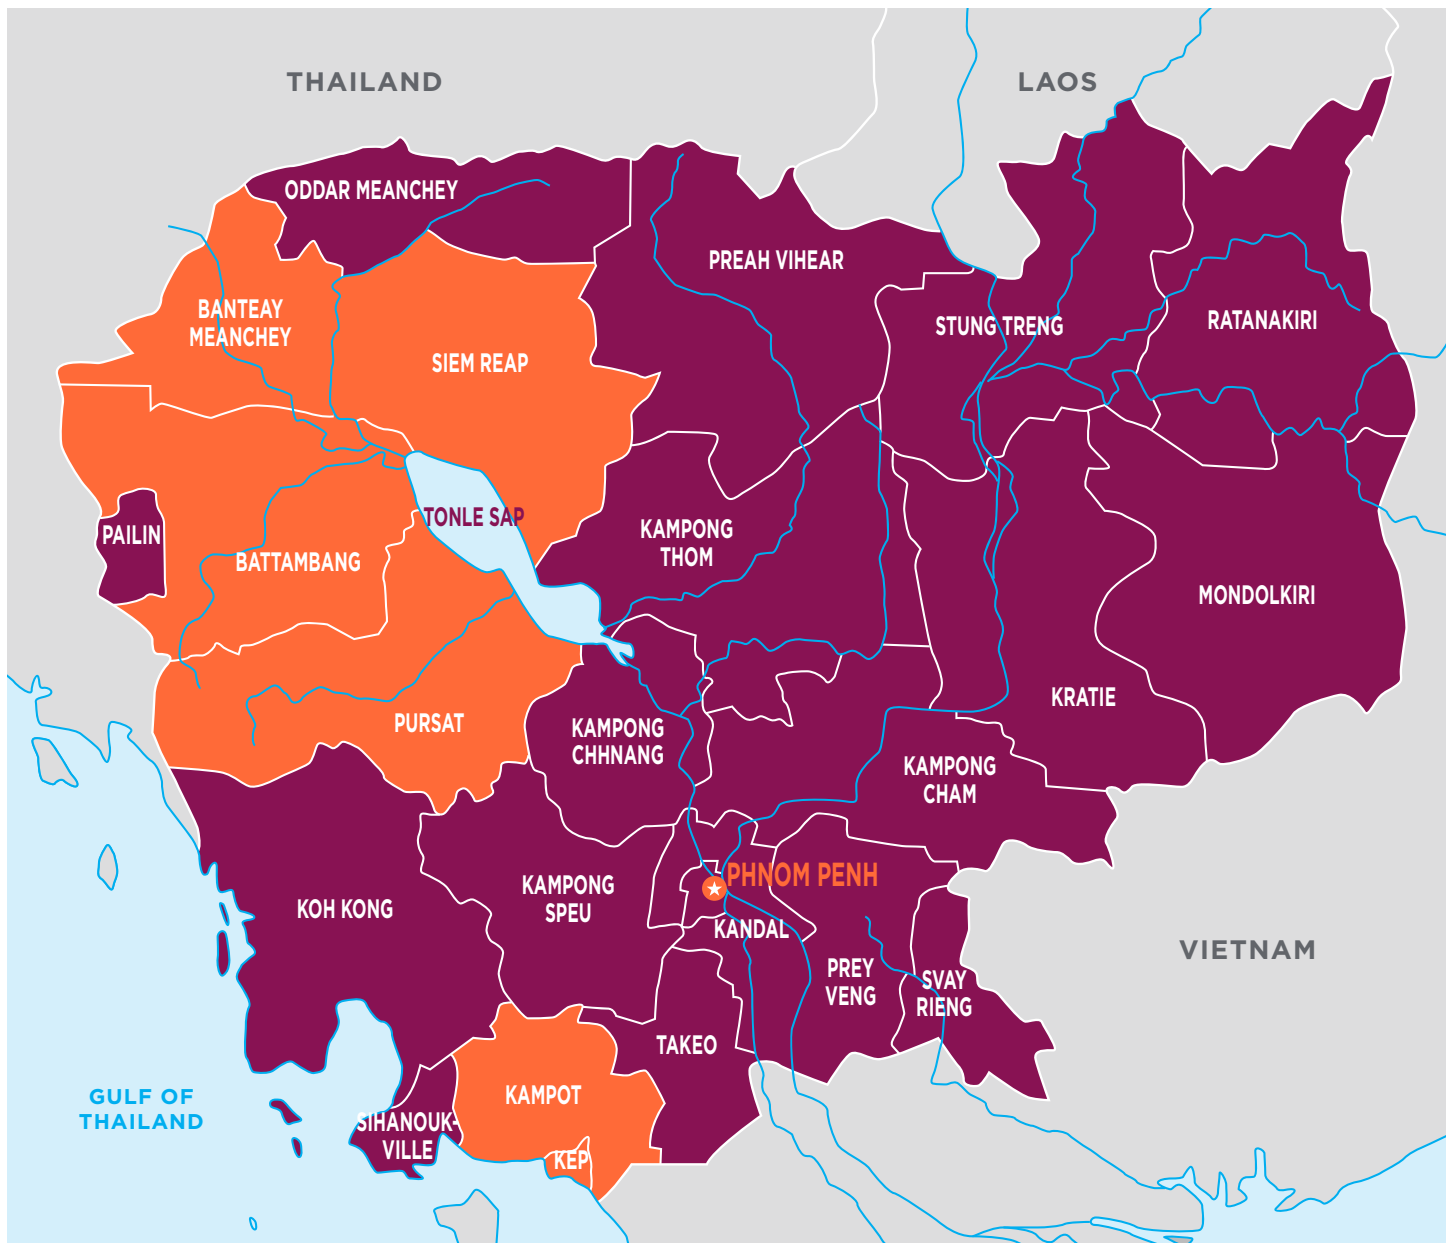 THAILAND
LAOS
ODDAR MEANCHEY
PREAH VIHEAR
BANTEAY
MEANCHEY
STUNG TRENG
RATANAKIRI
SIEM REAP
TONLE SAP
PAILIN
KAMPONG
THOM
BATTAMBANG
MONDOLKIRI
KRATIE
PURSAT
KAMPONG
CHHNANG
KAMPONG
CHAM
PHNOM PENH
KAMPONG
SPEU
KOH KONG
KANDAL
VIETNAM
PREY
VENG
SVAY
RIENG
TAKEO
GULF OF
THAILAND
KAMPOT
SIHANOUK-
VILLE
KEP